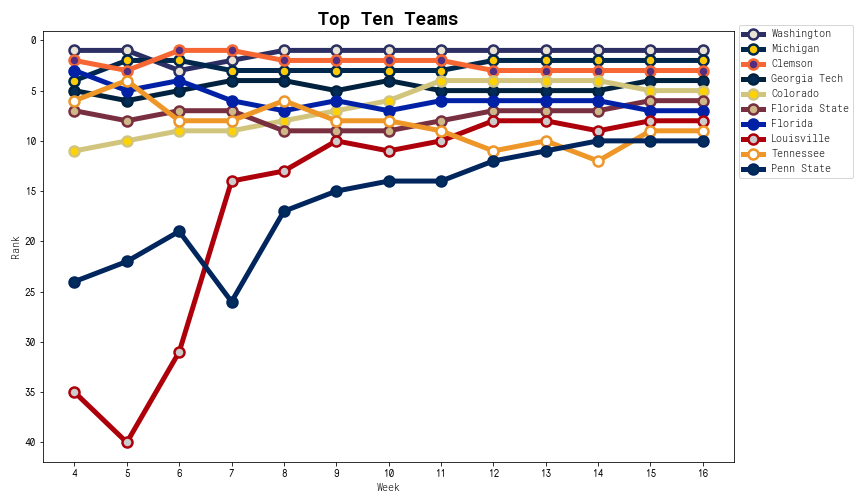 Top Ten Teams
Washington
Michigan
Clemson
Georgia Tech
Colorado
Florida State
Florida
Louisville
Tennessee
Penn State
Rank
0
5
10
15
20
25
30
35
40
4 5 6 7 8 9 10 11 12 13 14 15 16
Week